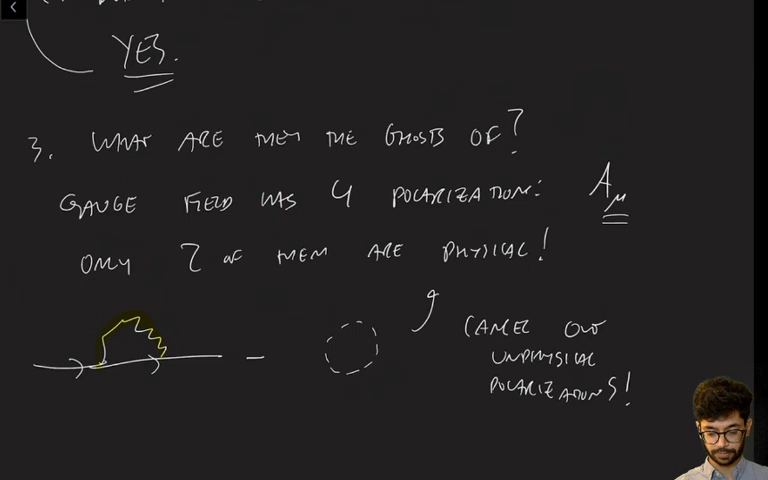 YES.
3. WHAT ARE THEY THE GHOSTS OF?
GAUGE FIELD HAS 4 POLARIZATIONS: Aμ
ONLY 2 OF THEM ARE PHYSICAL!
CANCEL OUT
UNPHYSICAL
POLARIZATIONS!